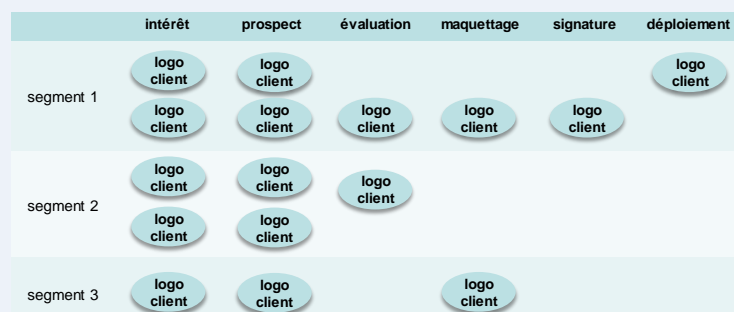 intérêt prospect évaluation maquettage signature déploiement
logo client logo client logo client
segment 1
logo client logo client logo client logo client logo client
logo client logo client logo client
segment 2
logo client logo client
segment 3 logo client logo client logo client